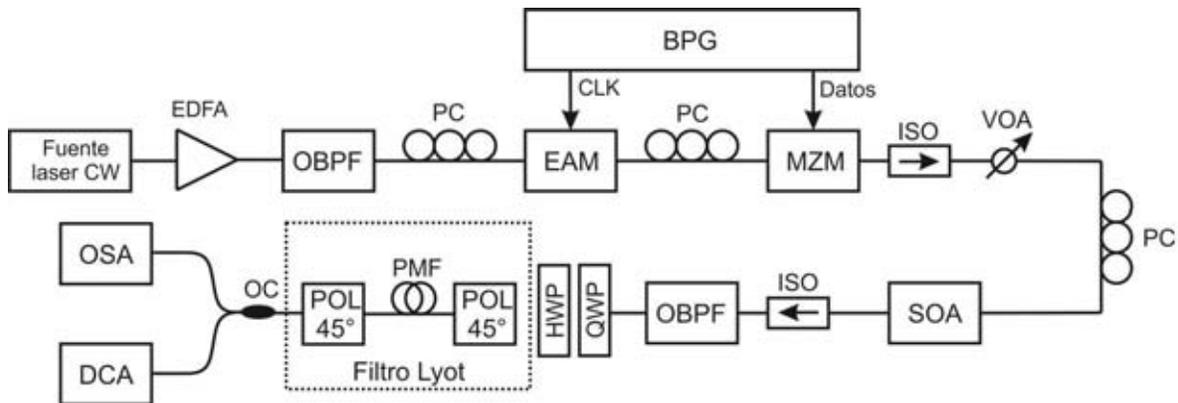 BPG
CLK
Datos
EDFA
PC
PC
ISO
VOA
Fuente
laser CW
OBPF
EAM
MZM
PC
OSA
OC
PMF
POL
45°
POL
45°
HWP
QWP
OBPF
ISO
SOA
DCA
Filtro Lyot